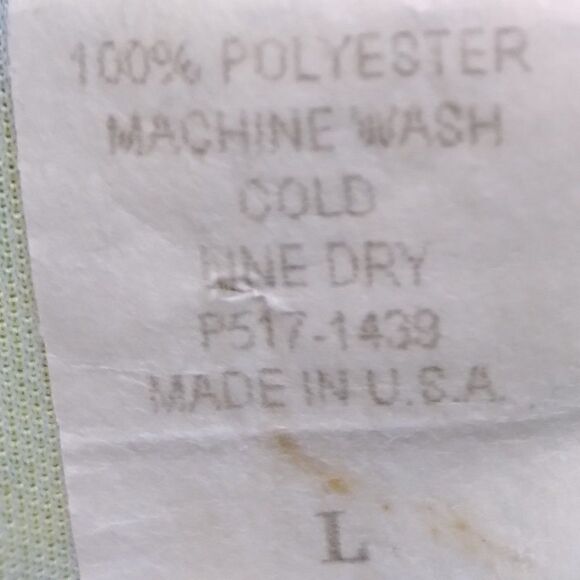 100% POLYESTER
MACHINE WASH
COLD
LINE DRY
P517-1439
MADE IN U.S.A.
L